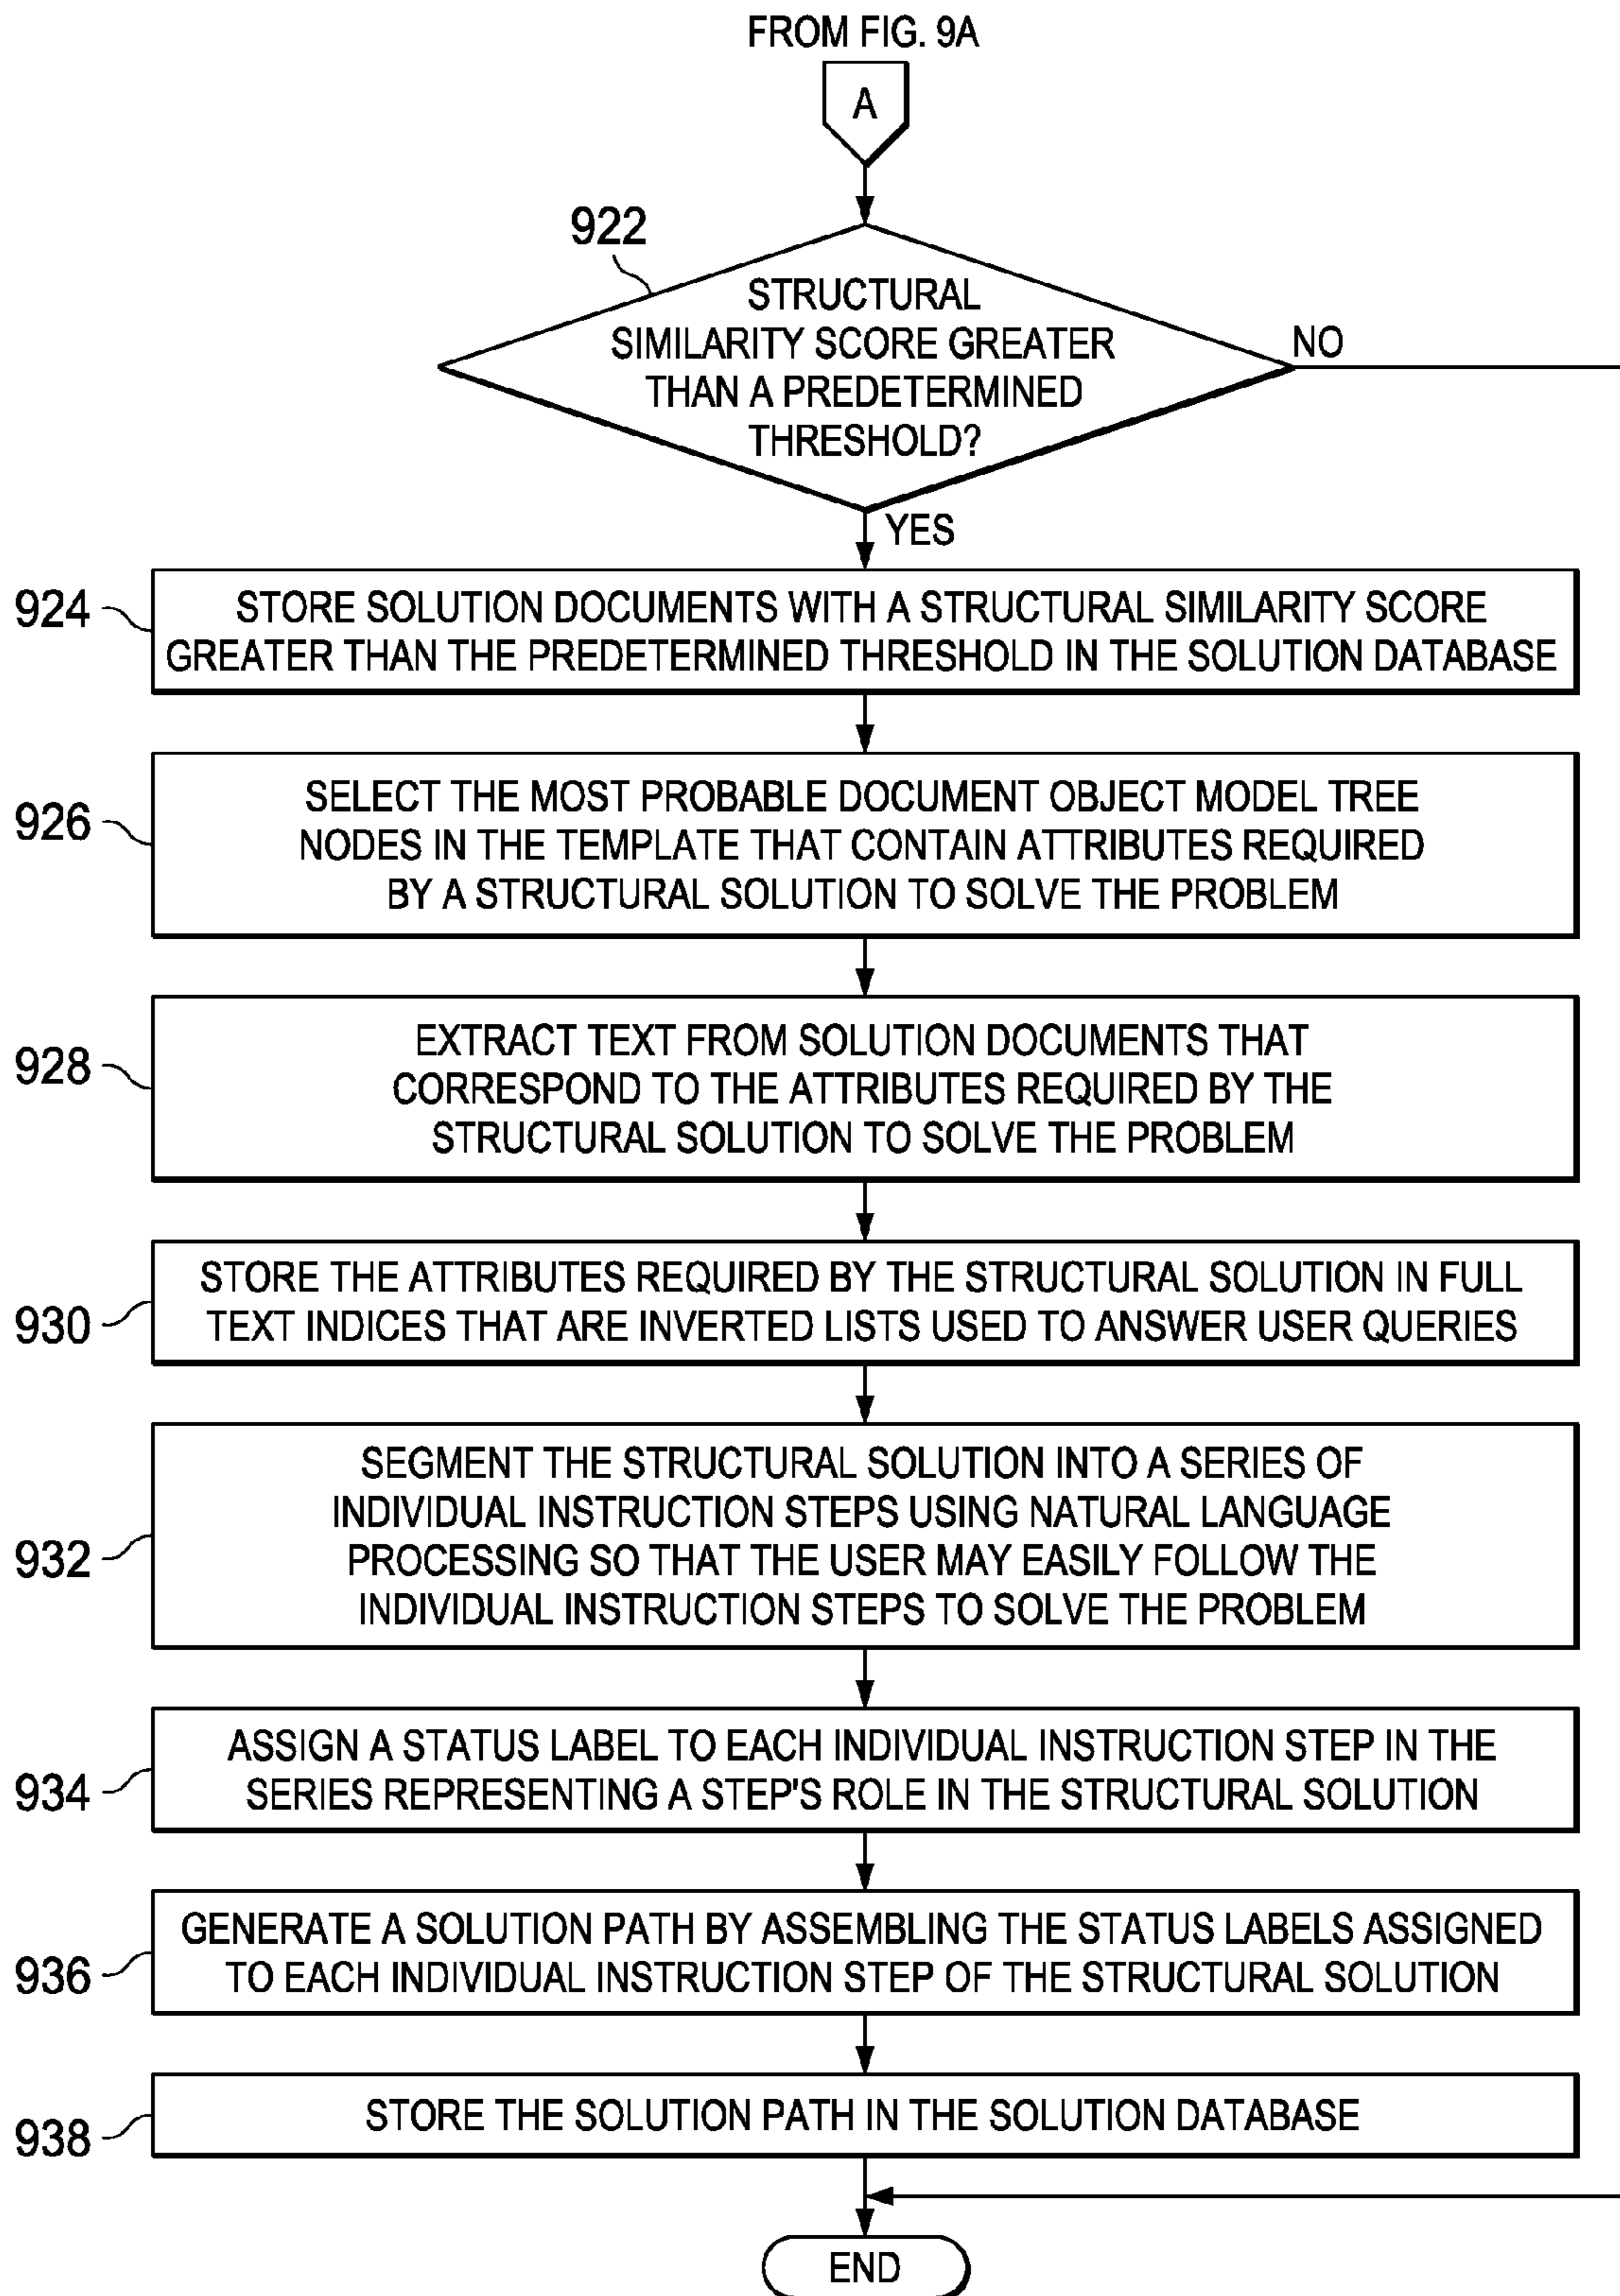 FROM FIG. 9A
A
922
STRUCTURAL
SIMILARITY SCORE GREATER
THAN A PREDETERMINED
THRESHOLD?
NO
YES
924
STORE SOLUTION DOCUMENTS WITH A STRUCTURAL SIMILARITY SCORE
GREATER THAN THE PREDETERMINED THRESHOLD IN THE SOLUTION DATABASE
926
SELECT THE MOST PROBABLE DOCUMENT OBJECT MODEL TREE
NODES IN THE TEMPLATE THAT CONTAIN ATTRIBUTES REQUIRED
BY A STRUCTURAL SOLUTION TO SOLVE THE PROBLEM
928
EXTRACT TEXT FROM SOLUTION DOCUMENTS THAT
CORRESPOND TO THE ATTRIBUTES REQUIRED BY THE
STRUCTURAL SOLUTION TO SOLVE THE PROBLEM
930
STORE THE ATTRIBUTES REQUIRED BY THE STRUCTURAL SOLUTION IN FULL
TEXT INDICES THAT ARE INVERTED LISTS USED TO ANSWER USER QUERIES
932
SEGMENT THE STRUCTURAL SOLUTION INTO A SERIES OF
INDIVIDUAL INSTRUCTION STEPS USING NATURAL LANGUAGE
PROCESSING SO THAT THE USER MAY EASILY FOLLOW THE
INDIVIDUAL INSTRUCTION STEPS TO SOLVE THE PROBLEM
934
ASSIGN A STATUS LABEL TO EACH INDIVIDUAL INSTRUCTION STEP IN THE
SERIES REPRESENTING A STEP'S ROLE IN THE STRUCTURAL SOLUTION
936
GENERATE A SOLUTION PATH BY ASSEMBLING THE STATUS LABELS ASSIGNED
TO EACH INDIVIDUAL INSTRUCTION STEP OF THE STRUCTURAL SOLUTION
938
STORE THE SOLUTION PATH IN THE SOLUTION DATABASE
END